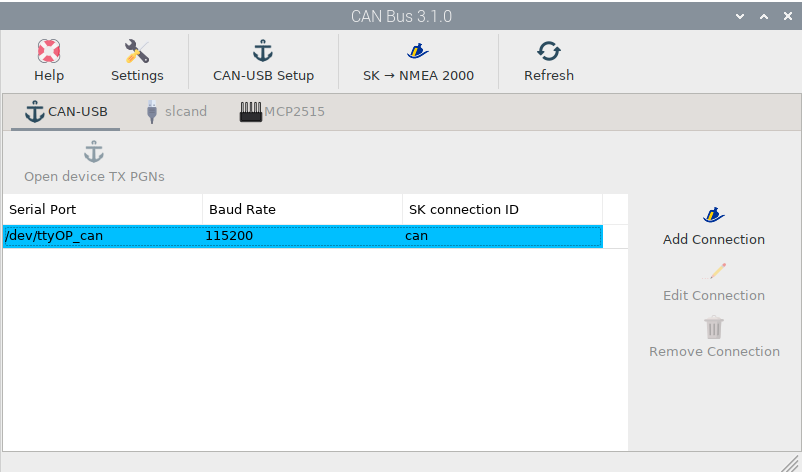 CAN Bus 3.1.0
Help
Settings
CAN-USB Setup
SK → NMEA 2000
Refresh
CAN-USB
slcand
MCP2515
Open device TX PGNs
Serial Port
Baud Rate
SK connection ID
/dev/ttyOP_can
115200
can
Add Connection
Edit Connection
Remove Connection